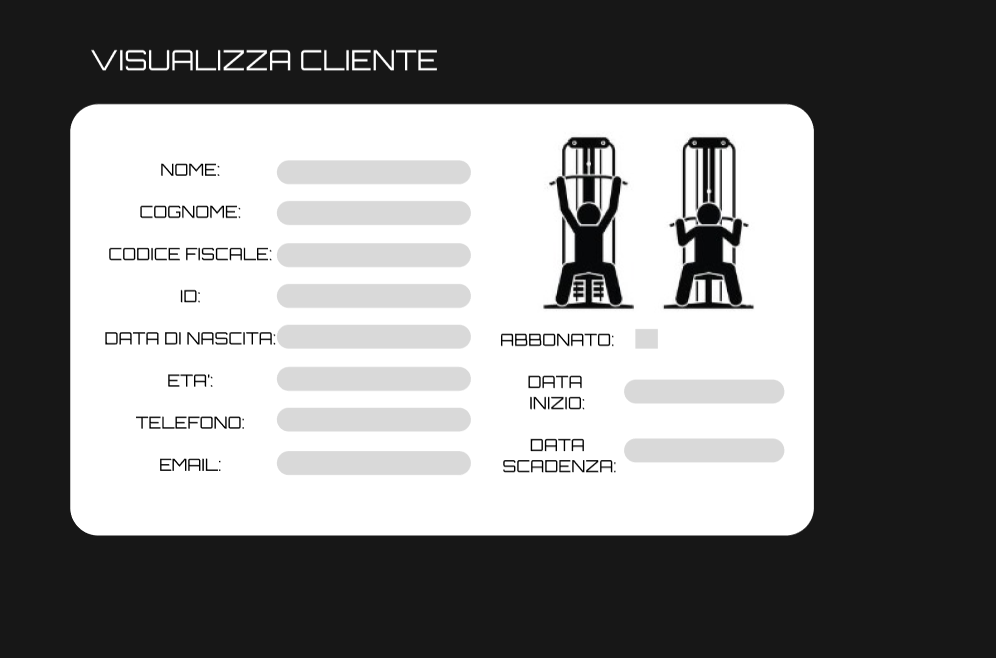 VISUALIZZA CLIENTE
NOME:
COGNOME:
CODICE FISCALE:
ID:
DATA DI NASCITA:
ETA':
TELEFONO:
EMAIL:
ABBONATO:
DATA
INIZIO:
DATA
SCADENZA: